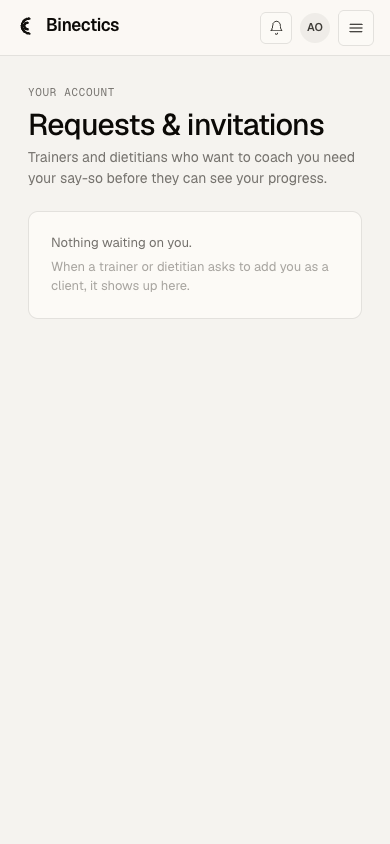 Binectics
AO
YOUR ACCOUNT
Requests & invitations
Trainers and dietitians who want to coach you need
your say-so before they can see your progress.
Nothing waiting on you.
When a trainer or dietitian asks to add you as a
client, it shows up here.